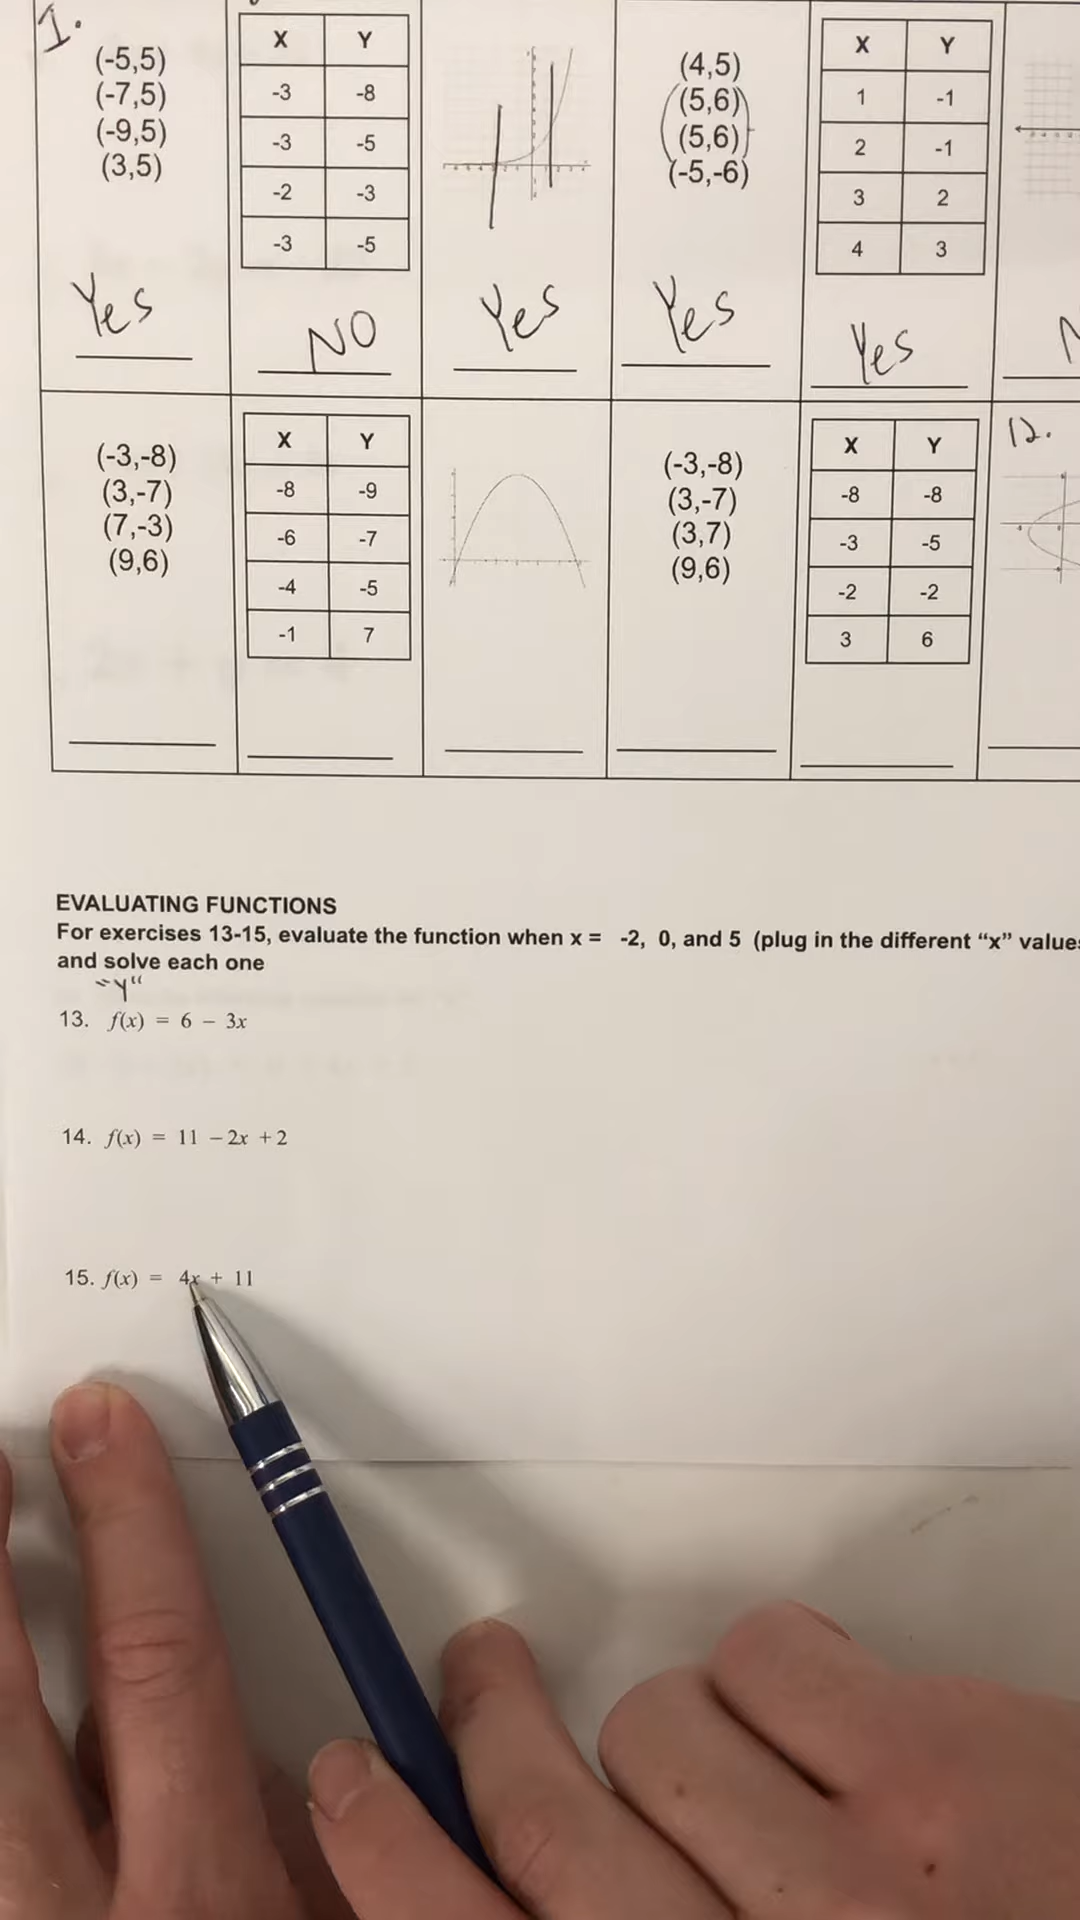 1.
(-5,5)
(-7,5)
(-9,5)
(3,5)
Yes
X Y
-3 -8
-3 -5
-2 -3
-3 -5
NO
Yes
(4,5)
(5,6)
(5,6)
(-5,-6)
Yes
X Y
1 -1
2 -1
3 2
4 3
Yes
(-3,-8)
(3,-7)
(7,-3)
(9,6)
X Y
-8 -9
-6 -7
-4 -5
-1 7
(-3,-8)
(3,-7)
(3,7)
(9,6)
X Y
-8 -8
-3 -5
-2 -2
3 6
12.
EVALUATING FUNCTIONS
For exercises 13-15, evaluate the function when x = -2, 0, and 5 (plug in the different “x” values
and solve each one
"Y"
13. f(x) = 6 – 3x
14. f(x) = 11 – 2x + 2
15. f(x) = 4x + 11